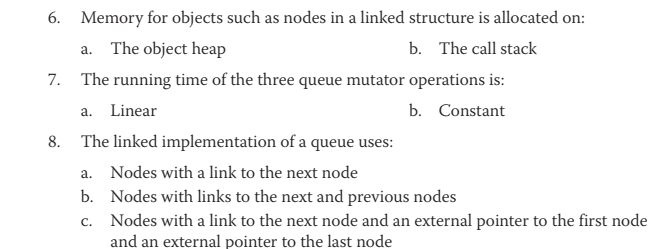 6. Memory for objects such as nodes in a linked structure is allocated on:
a. The object heap b. The call stack
7. The running time of the three queue mutator operations is:
a. Linear b. Constant
8. The linked implementation of a queue uses:
a. Nodes with a link to the next node
b. Nodes with links to the next and previous nodes
c. Nodes with a link to the next node and an external pointer to the first node
and an external pointer to the last node